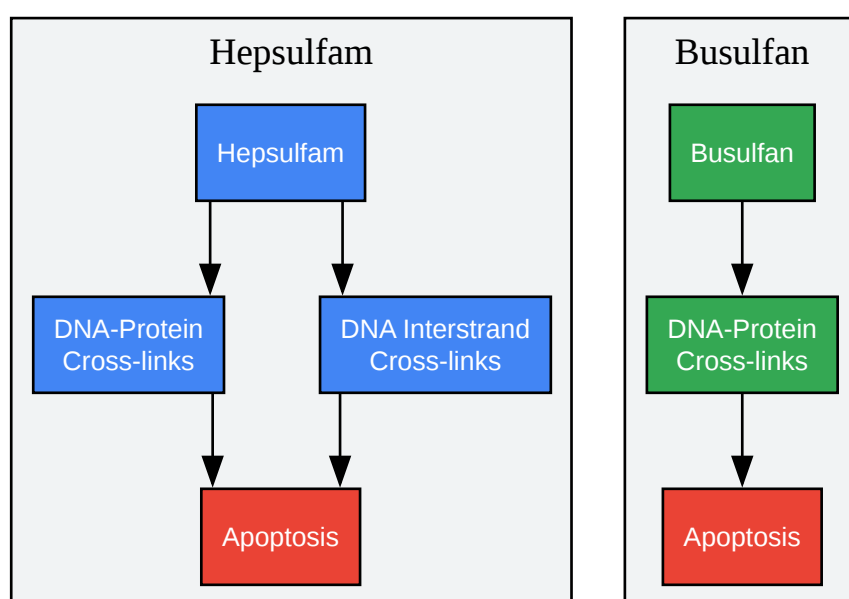 Hepsulfam
Hepsulfam
DNA-Protein
Cross-links
DNA Interstrand
Cross-links
Apoptosis
Busulfan
Busulfan
DNA-Protein
Cross-links
Apoptosis